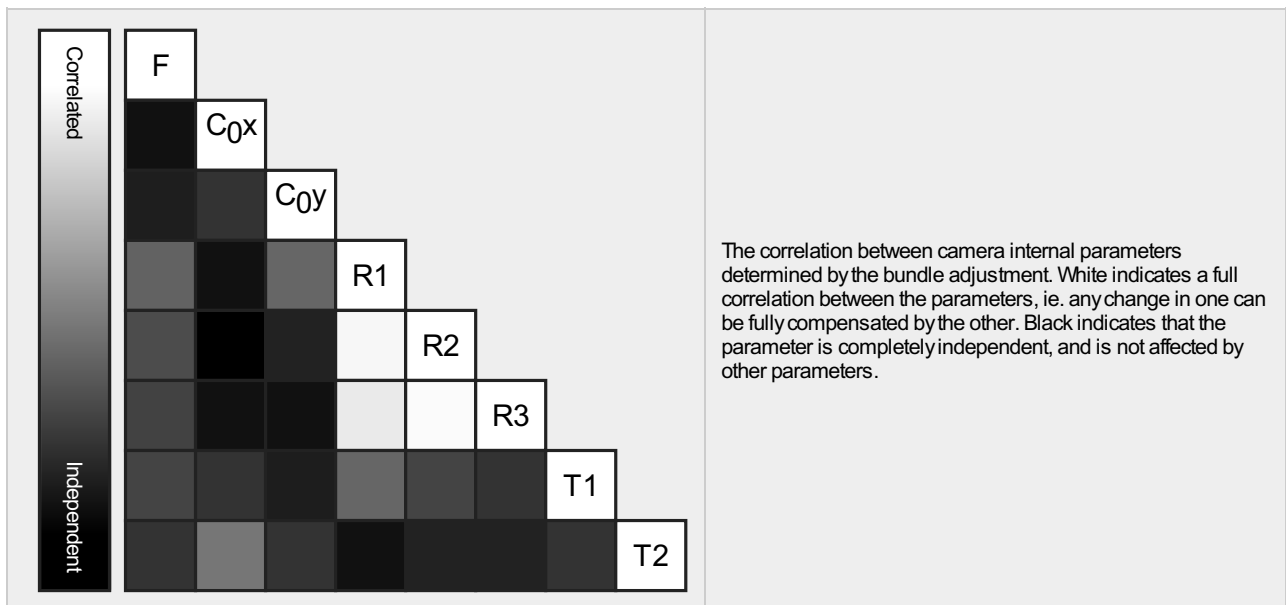 Correlated
Independent
F
C0x
C0y
R1
R2
R3
T1
T2
The correlation between camera internal parameters
determined by the bundle adjustment. White indicates a full
correlation between the parameters, ie. any change in one can
be fully compensated by the other. Black indicates that the
parameter is completely independent, and is not affected by
other parameters.